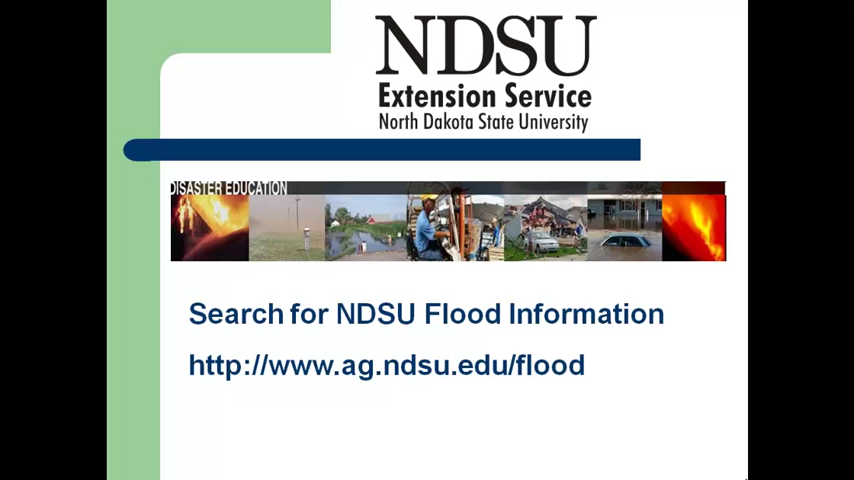 NDSU
Extension Service
North Dakota State University
DISASTER EDUCATION
Search for NDSU Flood Information
http://www.ag.ndsu.edu/flood